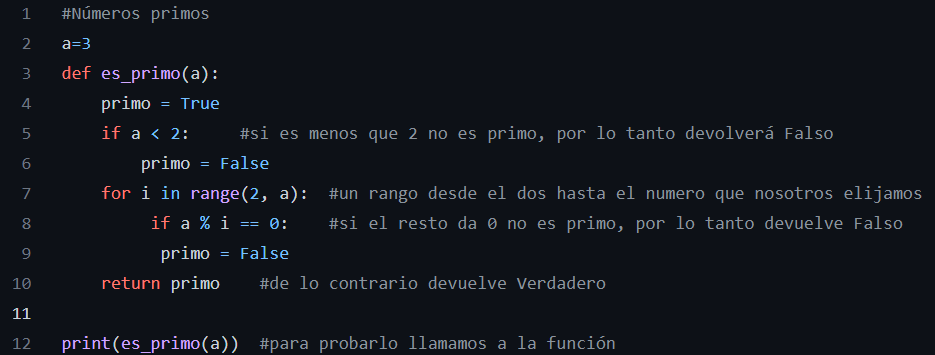 1 #Números primos
2 a=3
3 def es_primo(a):
4     primo = True
5     if a < 2:     #si es menos que 2 no es primo, por lo tanto devolverá Falso
6         primo = False
7     for i in range(2, a):  #un rango desde el dos hasta el numero que nosotros elijamos
8          if a % i == 0:    #si el resto da 0 no es primo, por lo tanto devuelve Falso
9           primo = False
10     return primo    #de lo contrario devuelve Verdadero
11
12 print(es_primo(a))  #para probarlo llamamos a la función